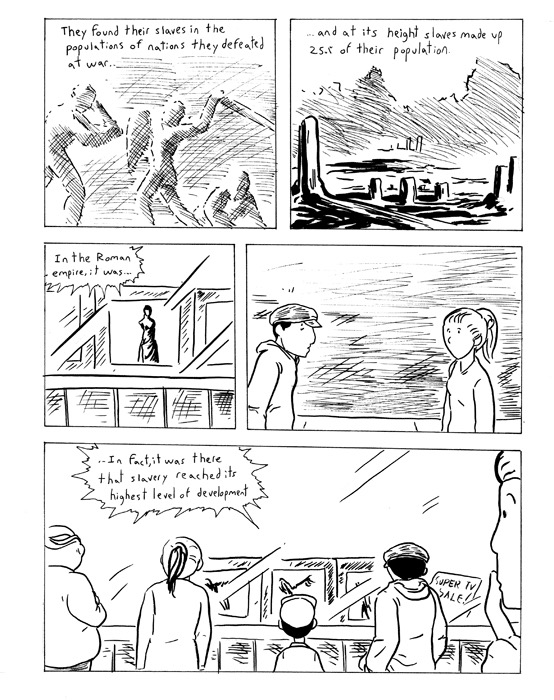 They found their slaves in the
populations of nations they defeated
at war..
...and at its height slaves made up
25.5 of their population.
In the Roman
empire, it was...
...In fact, it was there
that slavery reached its
highest level of development
SUPER TV
SALE!